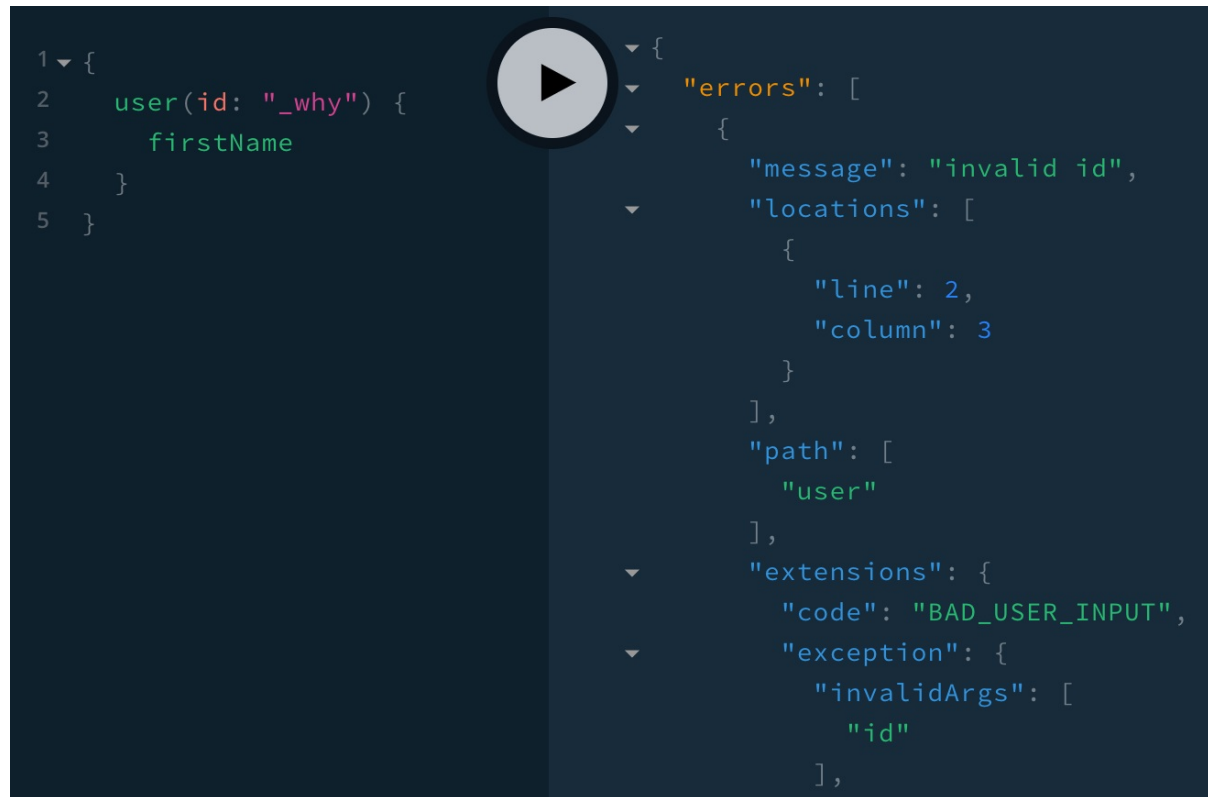 1 {
2 user(id: "_why") {
3 firstName
4 }
5 }
{
"errors": [
{
"message": "invalid id",
"locations": [
{
"line": 2,
"column": 3
}
],
"path": [
"user"
],
"extensions": {
"code": "BAD_USER_INPUT",
"exception": {
"invalidArgs": [
"id"
],